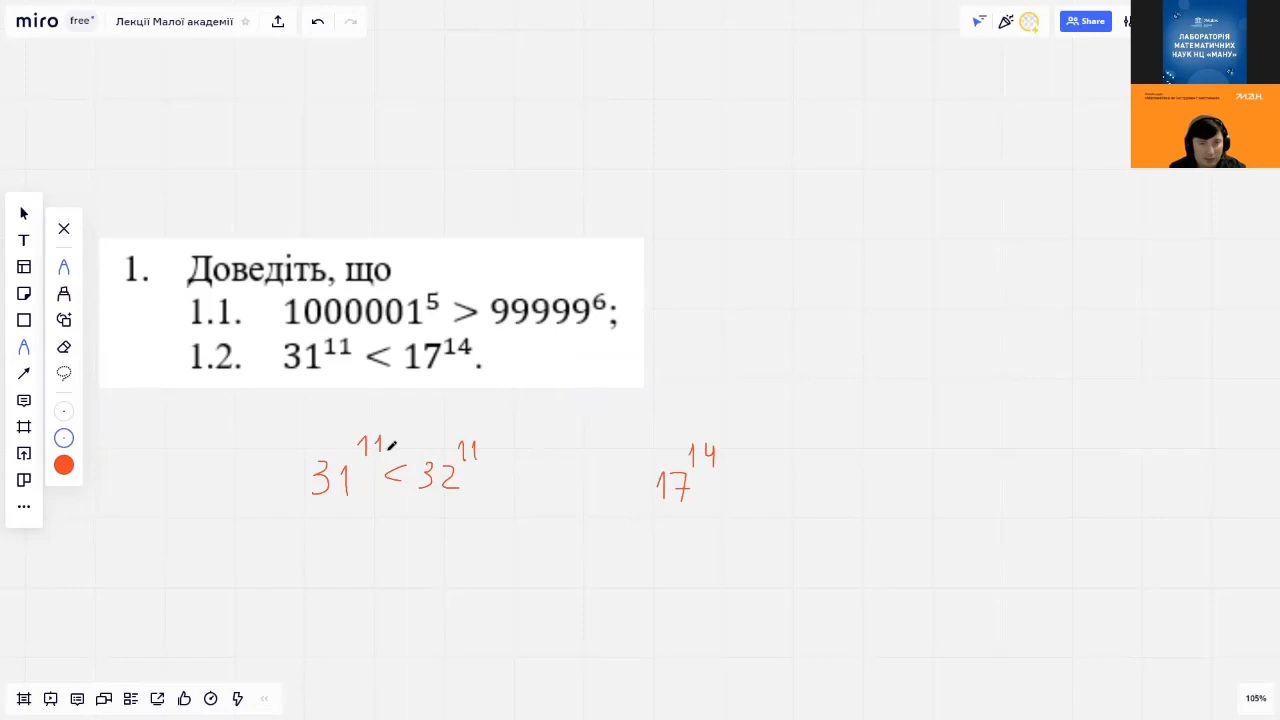 miro free Лекції Малої академії
Share
ЛАБОРАТОРІЯ
МАТЕМАТИЧНИХ
НАУК НЦ «МАНУ»
1. Доведіть, що
1.1. 1000001⁵ > 99999⁶;
1.2. 31¹¹ < 17¹⁴.
31¹¹ < 32¹¹ 17¹⁴
105%